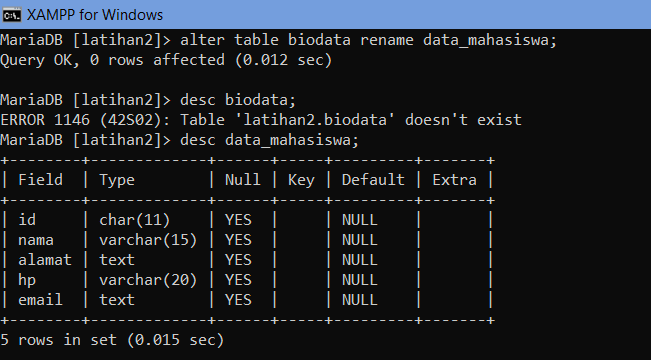 XAMPP for Windows
MariaDB [latihan2]> alter table biodata rename data_mahasiswa;
Query OK, 0 rows affected (0.012 sec)
MariaDB [latihan2]> desc biodata;
ERROR 1146 (42S02): Table 'latihan2.biodata' doesn't exist
MariaDB [latihan2]> desc data_mahasiswa;
+--------+-------------+------+-----+---------+-------+
| Field  | Type        | Null | Key | Default | Extra |
+--------+-------------+------+-----+---------+-------+
| id     | char(11)    | YES  |     | NULL    |       |
| nama   | varchar(15) | YES  |     | NULL    |       |
| alamat | text        | YES  |     | NULL    |       |
| hp     | varchar(20) | YES  |     | NULL    |       |
| email  | text        | YES  |     | NULL    |       |
+--------+-------------+------+-----+---------+-------+
5 rows in set (0.015 sec)